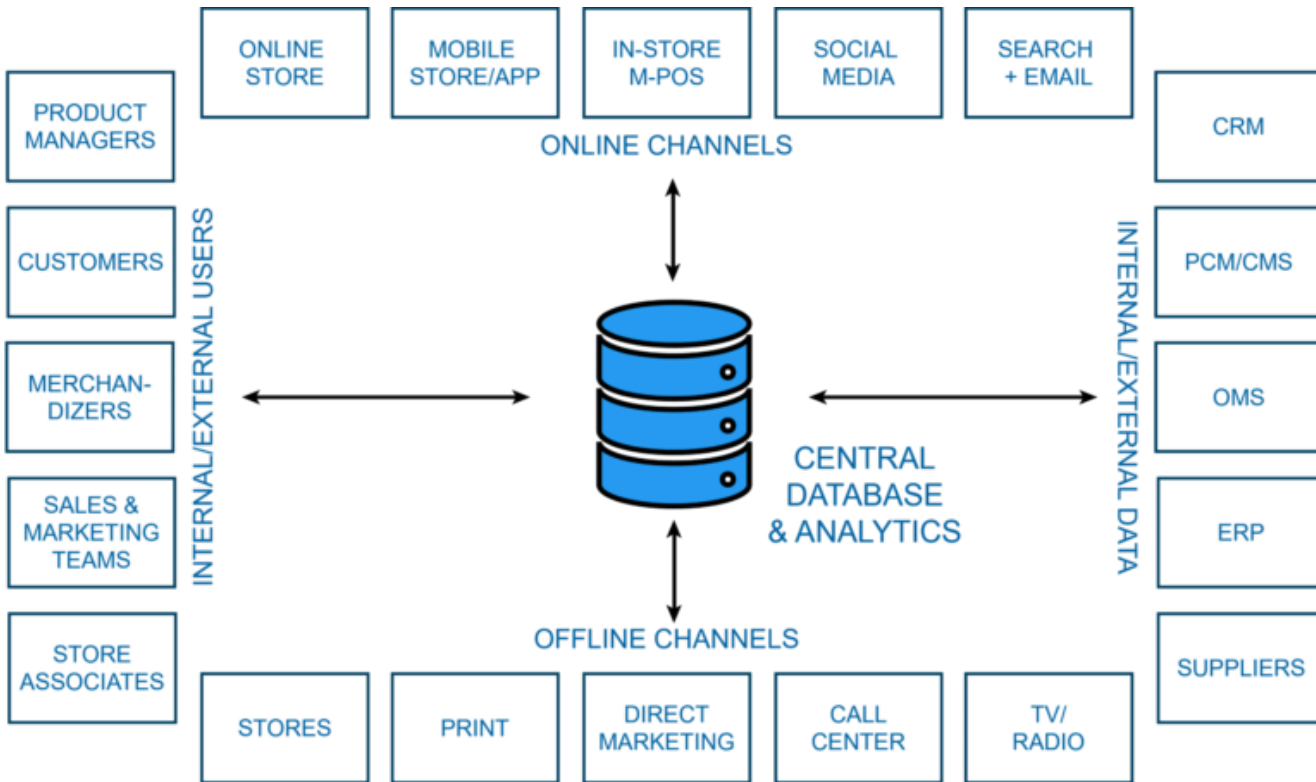 ONLINE
STORE
MOBILE
STORE/APP
IN-STORE
M-POS
SOCIAL
MEDIA
SEARCH
+ EMAIL
ONLINE CHANNELS
PRODUCT
MANAGERS
CUSTOMERS
MERCHAN-
DIZERS
SALES &
MARKETING
TEAMS
STORE
ASSOCIATES
INTERNAL/EXTERNAL USERS
CENTRAL
DATABASE
& ANALYTICS
INTERNAL/EXTERNAL DATA
CRM
PCM/CMS
OMS
ERP
SUPPLIERS
OFFLINE CHANNELS
STORES
PRINT
DIRECT
MARKETING
CALL
CENTER
TV/
RADIO